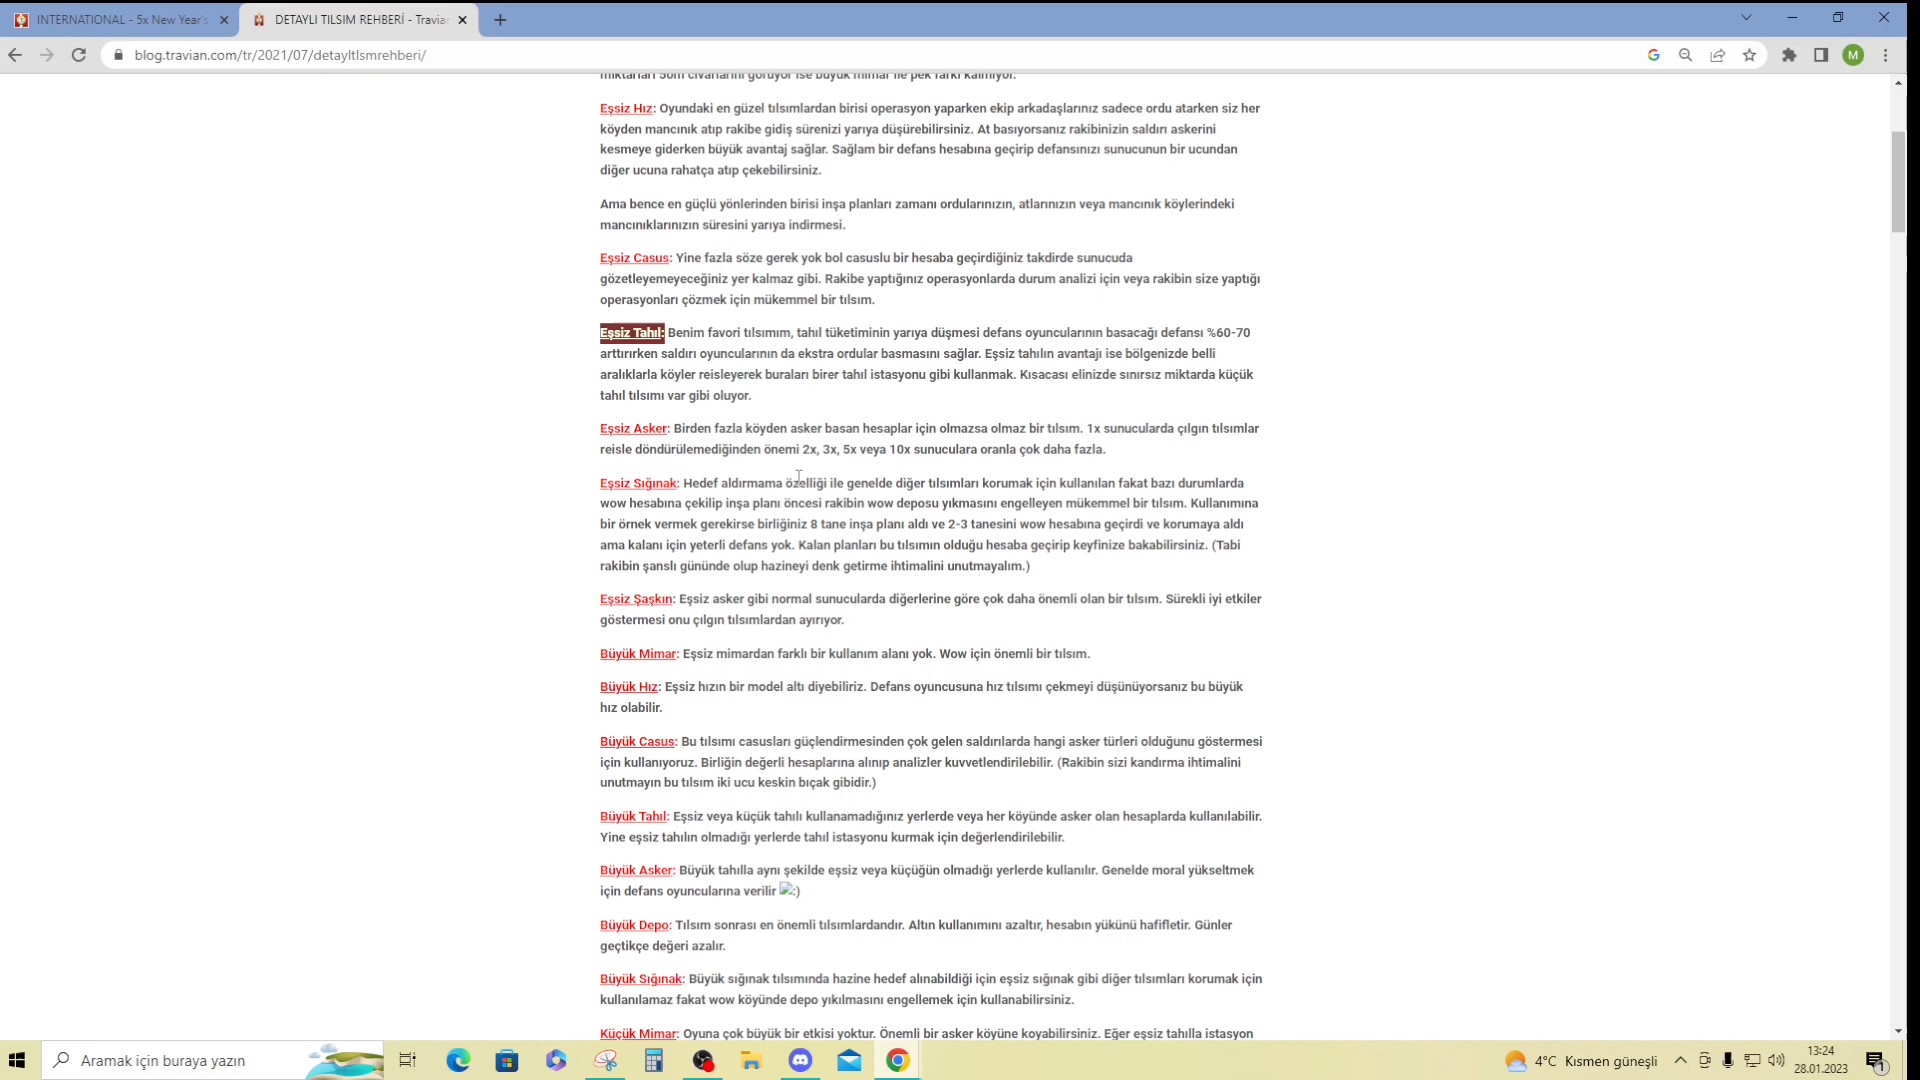 INTERNATIONAL - 5x New Year's
DETAYLI TILSIM REHBERİ - Travian
blog.travian.com/tr/2021/07/detayltlsmrehberi/
M
miktarları 50m civarlarını görüyor ise büyük mimar ile pek farkı kalmıyor.
Eşsiz Hız: Oyundaki en güzel tılsımlardan birisi operasyon yaparken ekip arkadaşlarınız sadece ordu atarken siz her
köyden mancınık atıp rakibe gidiş sürenizi yarıya düşürebilirsiniz. At basıyorsanız rakibinizin saldırı askerini
kesmeye giderken büyük avantaj sağlar. Sağlam bir defans hesabına geçirip defansınızı sunucunun bir ucundan
diğer ucuna rahatça atıp çekebilirsiniz.
Ama bence en güçlü yönlerinden birisi inşa planları zamanı ordularınızın, atlarınızın veya mancınık köylerindeki
mancınıklarınızın süresini yarıya indirmesi.
Eşsiz Casus: Yine fazla söze gerek yok bol casuslu bir hesaba geçirdiğiniz takdirde sunucuda
gözetleyemeyeceğiniz yer kalmaz gibi. Rakibe yaptığınız operasyonlarda durum analizi için veya rakibin size yaptığı
operasyonları çözmek için mükemmel bir tılsım.
Eşsiz Tahıl: Benim favori tılsımım, tahıl tüketiminin yarıya düşmesi defans oyuncularının basacağı defansı %60-70
arttırırken saldırı oyuncularının da ekstra ordular basmasını sağlar. Eşsiz tahılın avantajı ise bölgenizde belli
aralıklarla köyler reisleyerek buraları birer tahıl istasyonu gibi kullanmak. Kısacası elinizde sınırsız miktarda küçük
tahıl tılsımı var gibi oluyor.
Eşsiz Asker: Birden fazla köyden asker basan hesaplar için olmazsa olmaz bir tılsım. 1x sunucularda çılgın tılsımlar
reisle döndürülemediğinden önemi 2x, 3x, 5x veya 10x sunuculara oranla çok daha fazla.
Eşsiz Sığınak: Hedef aldırmama özelliği ile genelde diğer tılsımları korumak için kullanılan fakat bazı durumlarda
wow hesabına çekilip inşa planı öncesi rakibin wow deposu yıkmasını engelleyen mükemmel bir tılsım. Kullanımına
bir örnek vermek gerekirse birliğiniz 8 tane inşa planı aldı ve 2-3 tanesini wow hesabına geçirdi ve korumaya aldı
ama kalanı için yeterli defans yok. Kalan planları bu tılsımın olduğu hesaba geçirip keyfinize bakabilirsiniz. (Tabi
rakibin şanslı gününde olup hazineyi denk getirme ihtimalini unutmayalım.)
Eşsiz Şaşkın: Eşsiz asker gibi normal sunucularda diğerlerine göre çok daha önemli olan bir tılsım. Sürekli iyi etkiler
göstermesi onu çılgın tılsımlardan ayırıyor.
Büyük Mimar: Eşsiz mimardan farklı bir kullanım alanı yok. Wow için önemli bir tılsım.
Büyük Hız: Eşsiz hızın bir model altı diyebiliriz. Defans oyuncusuna hız tılsımı çekmeyi düşünüyorsanız bu büyük
hız olabilir.
Büyük Casus: Bu tılsımı casusları güçlendirmesinden çok gelen saldırılarda hangi asker türleri olduğunu göstermesi
için kullanıyoruz. Birliğin değerli hesaplarına alınıp analizler kuvvetlendirilebilir. (Rakibin sizi kandırma ihtimalini
unutmayın bu tılsım iki ucu keskin bıçak gibidir.)
Büyük Tahıl: Eşsiz veya küçük tahılı kullanamadığınız yerlerde veya her köyünde asker olan hesaplarda kullanılabilir.
Yine eşsiz tahılın olmadığı yerlerde tahıl istasyonu kurmak için değerlendirilebilir.
Büyük Asker: Büyük tahılla aynı şekilde eşsiz veya küçüğün olmadığı yerlerde kullanılır. Genelde moral yükseltmek
için defans oyuncularına verilir :)
Büyük Depo: Tılsım sonrası en önemli tılsımlardandır. Altın kullanımını azaltır, hesabın yükünü hafifletir. Günler
geçtikçe değeri azalır.
Büyük Sığınak: Büyük sığınak tılsımında hazine hedef alınabildiği için eşsiz sığınak gibi diğer tılsımları korumak için
kullanılamaz fakat wow köyünde depo yıkılmasını engellemek için kullanabilirsiniz.
Küçük Mimar: Oyuna çok büyük bir etkisi yoktur. Önemli bir asker köyüne koyabilirsiniz. Eğer eşsiz tahılla istasyon
Aramak için buraya yazın
4°C Kısmen güneşli
13:24
28.01.2023
1